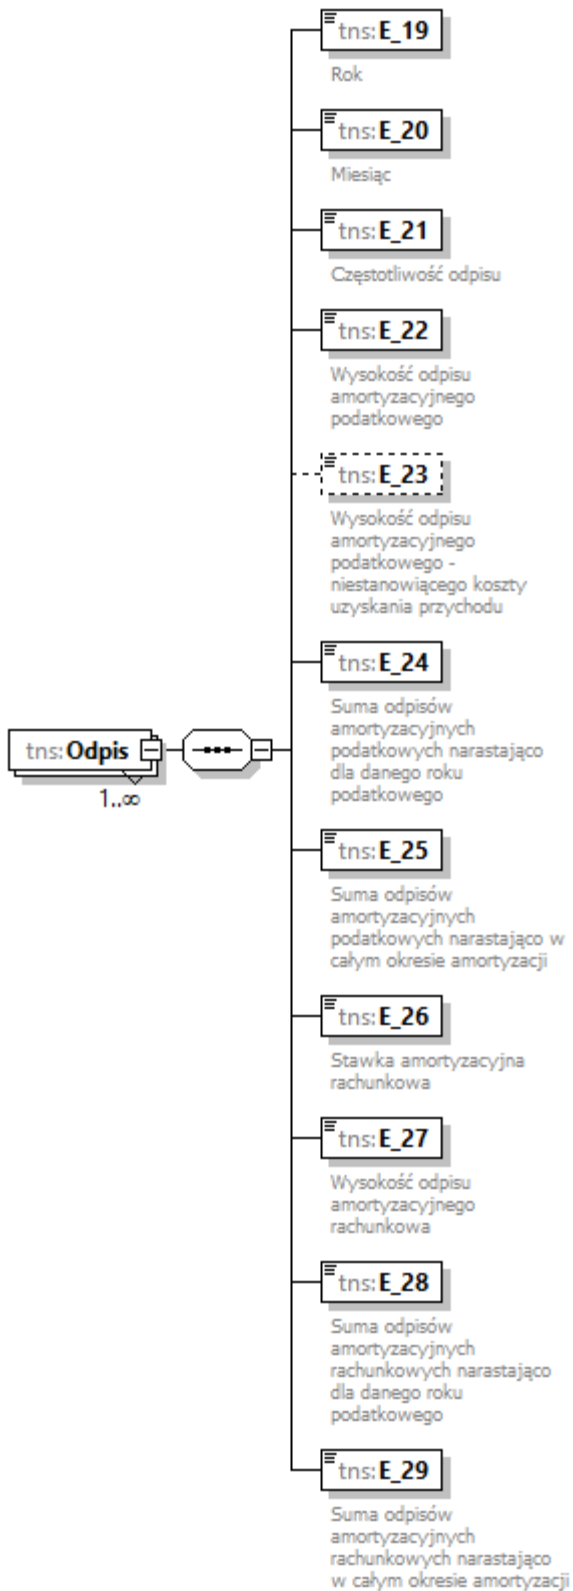 tns:E_19
Rok
tns:E_20
Miesiąc
tns:E_21
Częstotliwość odpisu
tns:E_22
Wysokość odpisu
amortyzacyjnego
podatkowego
tns:E_23
Wysokość odpisu
amortyzacyjnego
podatkowego -
niestanowiącego koszty
uzyskania przychodu
tns:E_24
Suma odpisów
amortyzacyjnych
podatkowych narastająco
dla danego roku
podatkowego
tns:Odpis
1..∞
tns:E_25
Suma odpisów
amortyzacyjnych
podatkowych narastająco w
całym okresie amortyzacji
tns:E_26
Stawka amortyzacyjna
rachunkowa
tns:E_27
Wysokość odpisu
amortyzacyjnego
rachunkowa
tns:E_28
Suma odpisów
amortyzacyjnych
rachunkowych narastająco
dla danego roku
podatkowego
tns:E_29
Suma odpisów
amortyzacyjnych
rachunkowych narastająco
w całym okresie amortyzacji